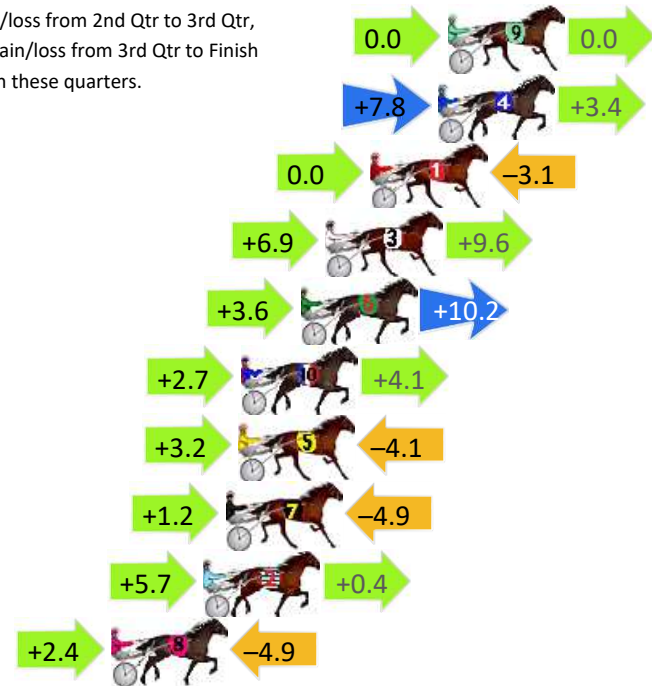 /loss from 2nd Qtr to 3rd Qtr,
ain/loss from 3rd Qtr to Finish
n these quarters.
0.0 9 0.0
+7.8 4 +3.4
0.0 1 –3.1
+6.9 3 +9.6
+3.6 6 +10.2
+2.7 10 +4.1
+3.2 5 –4.1
+1.2 7 –4.9
+5.7 2 +0.4
+2.4 8 –4.9